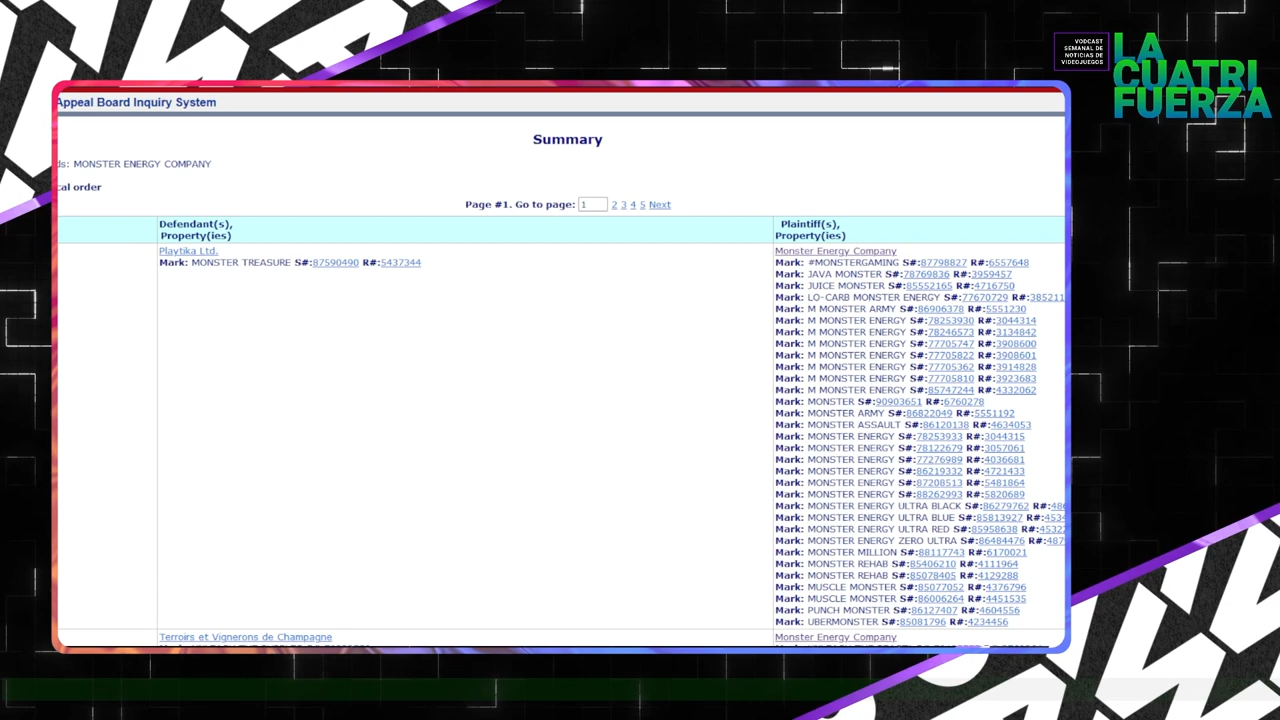 VODCAST
SEMANAL DE
NOTICIAS DE
VIDEOJUEGOS
LA
CUATRI
FUERZA
Appeal Board Inquiry System
Summary
ds: MONSTER ENERGY COMPANY
cal order
Page #1. Go to page: 1 2 3 4 5 Next
Defendant(s),
Property(ies)
Plaintiff(s),
Property(ies)
Playtika Ltd.
Mark: MONSTER TREASURE S#:87590490 R#:5437344
Monster Energy Company
Mark: #MONSTERGAMING S#:87798827 R#:6557648
Mark: JAVA MONSTER S#:78769836 R#:3959457
Mark: JUICE MONSTER S#:85552165 R#:4716750
Mark: LO-CARB MONSTER ENERGY S#:77670729 R#:385211
Mark: M MONSTER ARMY S#:86906378 R#:5551230
Mark: M MONSTER ENERGY S#:78253930 R#:3044314
Mark: M MONSTER ENERGY S#:78246573 R#:3134842
Mark: M MONSTER ENERGY S#:77705747 R#:3908600
Mark: M MONSTER ENERGY S#:77705822 R#:3908601
Mark: M MONSTER ENERGY S#:77705362 R#:3914828
Mark: M MONSTER ENERGY S#:77705810 R#:3923683
Mark: M MONSTER ENERGY S#:85747244 R#:4332062
Mark: MONSTER S#:90903651 R#:6760278
Mark: MONSTER ARMY S#:86822049 R#:5551192
Mark: MONSTER ASSAULT S#:86120138 R#:4634053
Mark: MONSTER ENERGY S#:78253933 R#:3044315
Mark: MONSTER ENERGY S#:78122679 R#:3057061
Mark: MONSTER ENERGY S#:77276989 R#:4036681
Mark: MONSTER ENERGY S#:86219332 R#:4721433
Mark: MONSTER ENERGY S#:87208513 R#:5481864
Mark: MONSTER ENERGY S#:88262993 R#:5820689
Mark: MONSTER ENERGY ULTRA BLACK S#:86279762 R#:486
Mark: MONSTER ENERGY ULTRA BLUE S#:85813927 R#:4534
Mark: MONSTER ENERGY ULTRA RED S#:85958638 R#:4532
Mark: MONSTER ENERGY ZERO ULTRA S#:86484476 R#:487
Mark: MONSTER MILLION S#:88117743 R#:6170021
Mark: MONSTER REHAB S#:85406210 R#:4111964
Mark: MONSTER REHAB S#:85078405 R#:4129288
Mark: MUSCLE MONSTER S#:85077052 R#:4376796
Mark: MUSCLE MONSTER S#:86006264 R#:4451535
Mark: PUNCH MONSTER S#:86127407 R#:4604556
Mark: UBERMONSTER S#:85081796 R#:4234456
Terroirs et Vignerons de Champagne
Monster Energy Company